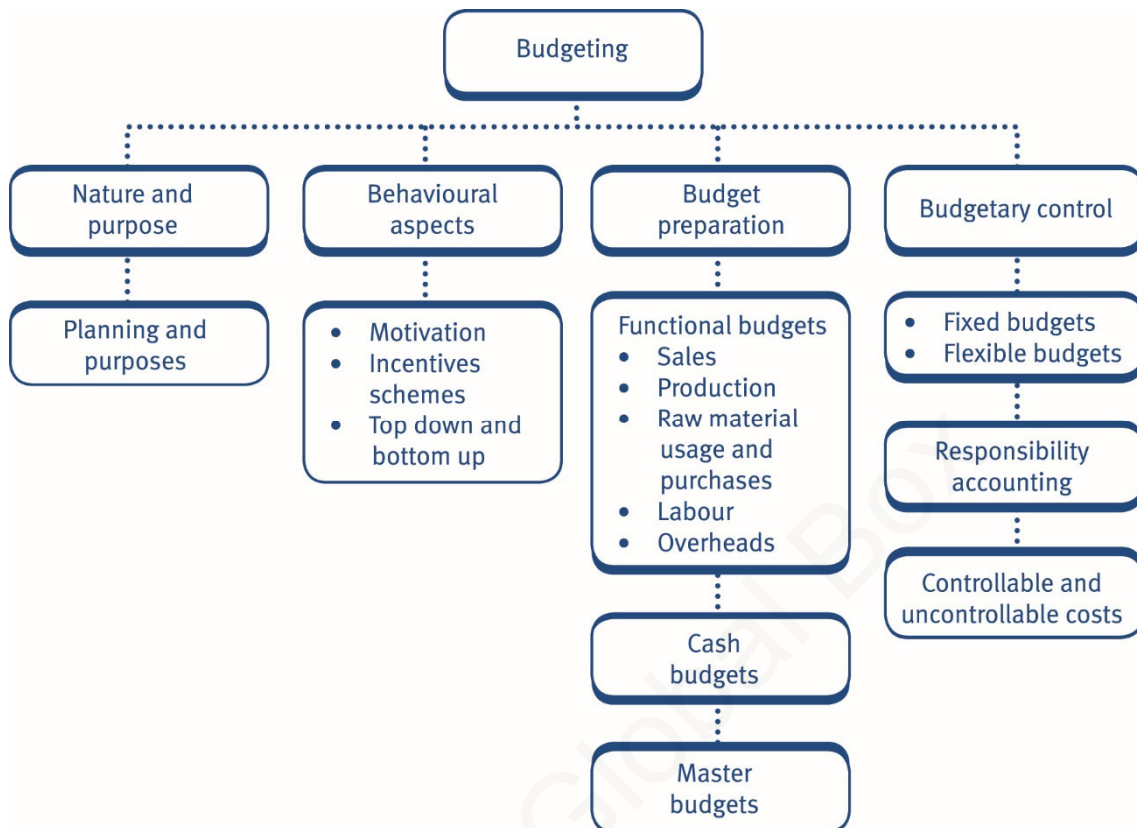 Budgeting
Nature and
purpose
Planning and
purposes
Behavioural
aspects
• Motivation
• Incentives
schemes
• Top down and
bottom up
Budget
preparation
Functional budgets
• Sales
• Production
• Raw material
usage and
purchases
• Labour
• Overheads
Cash
budgets
Master
budgets
Budgetary control
• Fixed budgets
• Flexible budgets
Responsibility
accounting
Controllable and
uncontrollable costs
Global Box